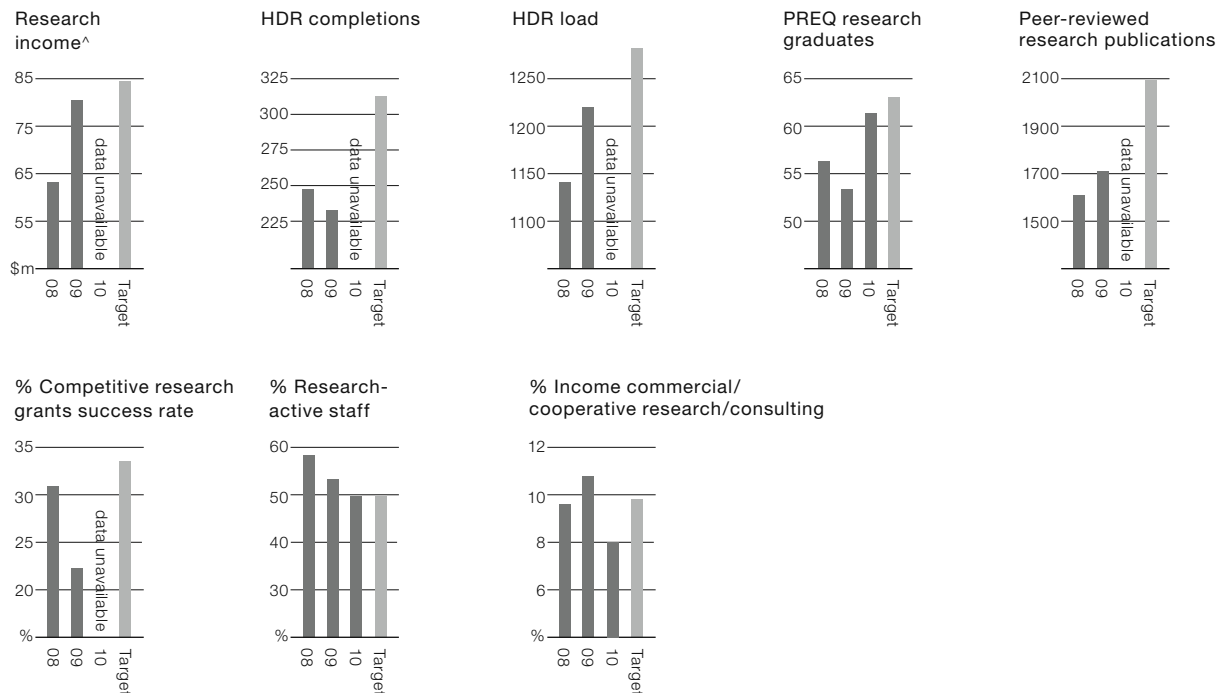 Research
income^
85
75
65
55
$m
data unavailable
08
09
10
Target
HDR completions
325
300
275
250
225
data unavailable
08
09
10
Target
HDR load
1250
1200
1150
1100
data unavailable
08
09
10
Target
PREQ research
graduates
65
60
55
50
08
09
10
Target
Peer-reviewed
research publications
2100
1900
1700
1500
data unavailable
08
09
10
Target
% Competitive research
grants success rate
35
30
25
20
%
data unavailable
08
09
10
Target
% Research-
active staff
60
50
40
30
%
08
09
10
Target
% Income commercial/
cooperative research/consulting
12
10
8
6
%
08
09
10
Target